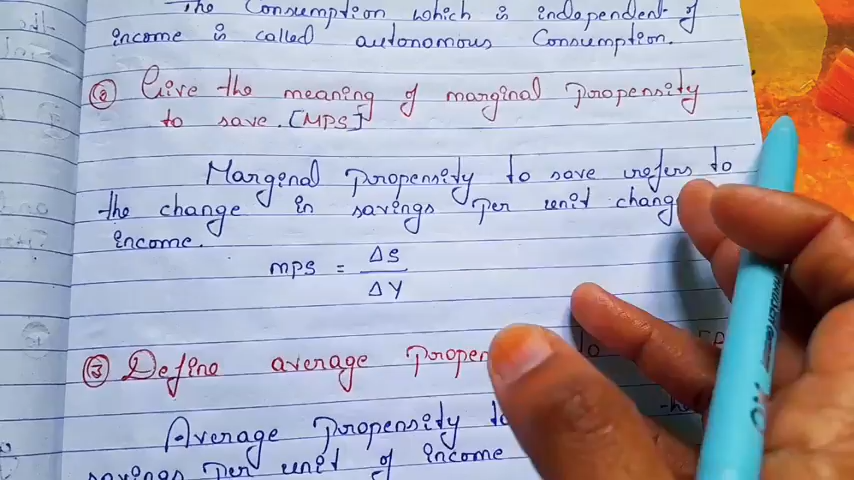 The Consumption which is independent of
income is called autonomous Consumption.
② Give the meaning of marginal Propensity
to save. [MPS]
Marginal Propensity to save refers to
the change in savings per unit change
income.
MPS = ΔS
ΔY
③ Define average
Average Propensity to
savings per unit of income